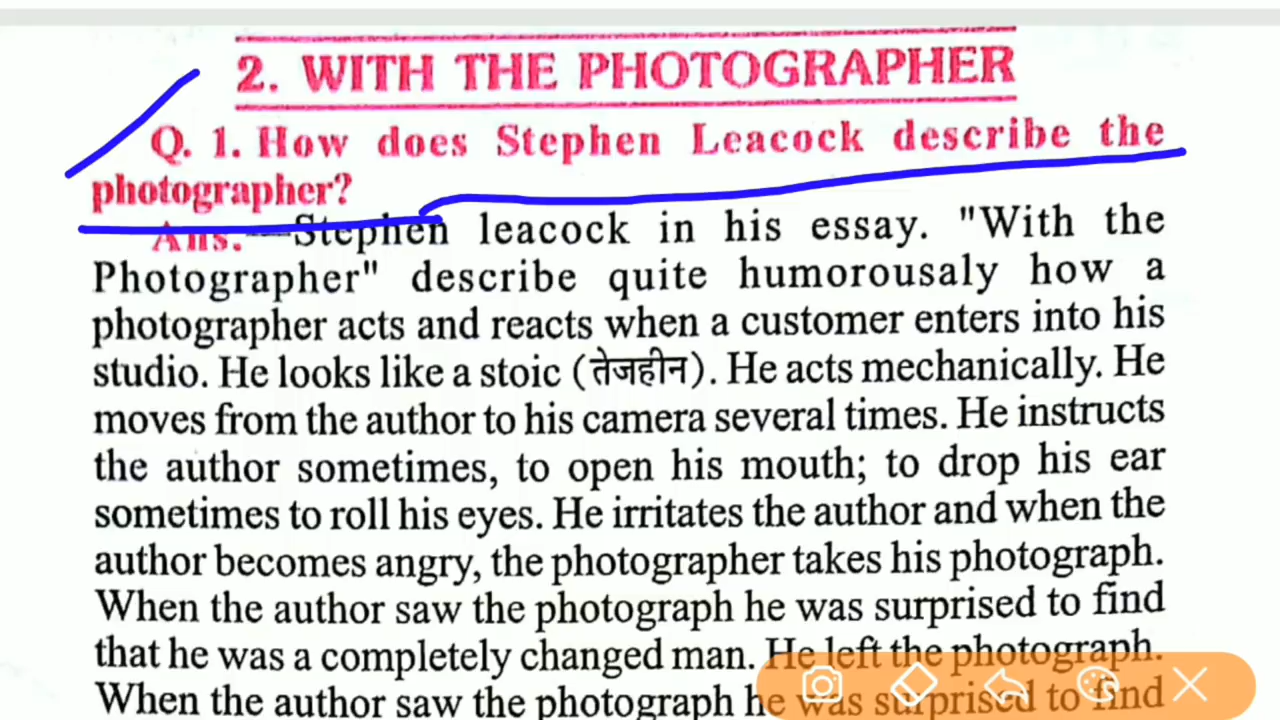 2. WITH THE PHOTOGRAPHER
Q. 1. How does Stephen Leacock describe the
photographer?
Ans.—Stephen leacock in his essay. "With the
Photographer" describe quite humorousaly how a
photographer acts and reacts when a customer enters into his
studio. He looks like a stoic (तेजहीन). He acts mechanically. He
moves from the author to his camera several times. He instructs
the author sometimes, to open his mouth; to drop his ear
sometimes to roll his eyes. He irritates the author and when the
author becomes angry, the photographer takes his photograph.
When the author saw the photograph he was surprised to find
that he was a completely changed man. He left the photograph.
When the author saw the photograph he was surprised to find